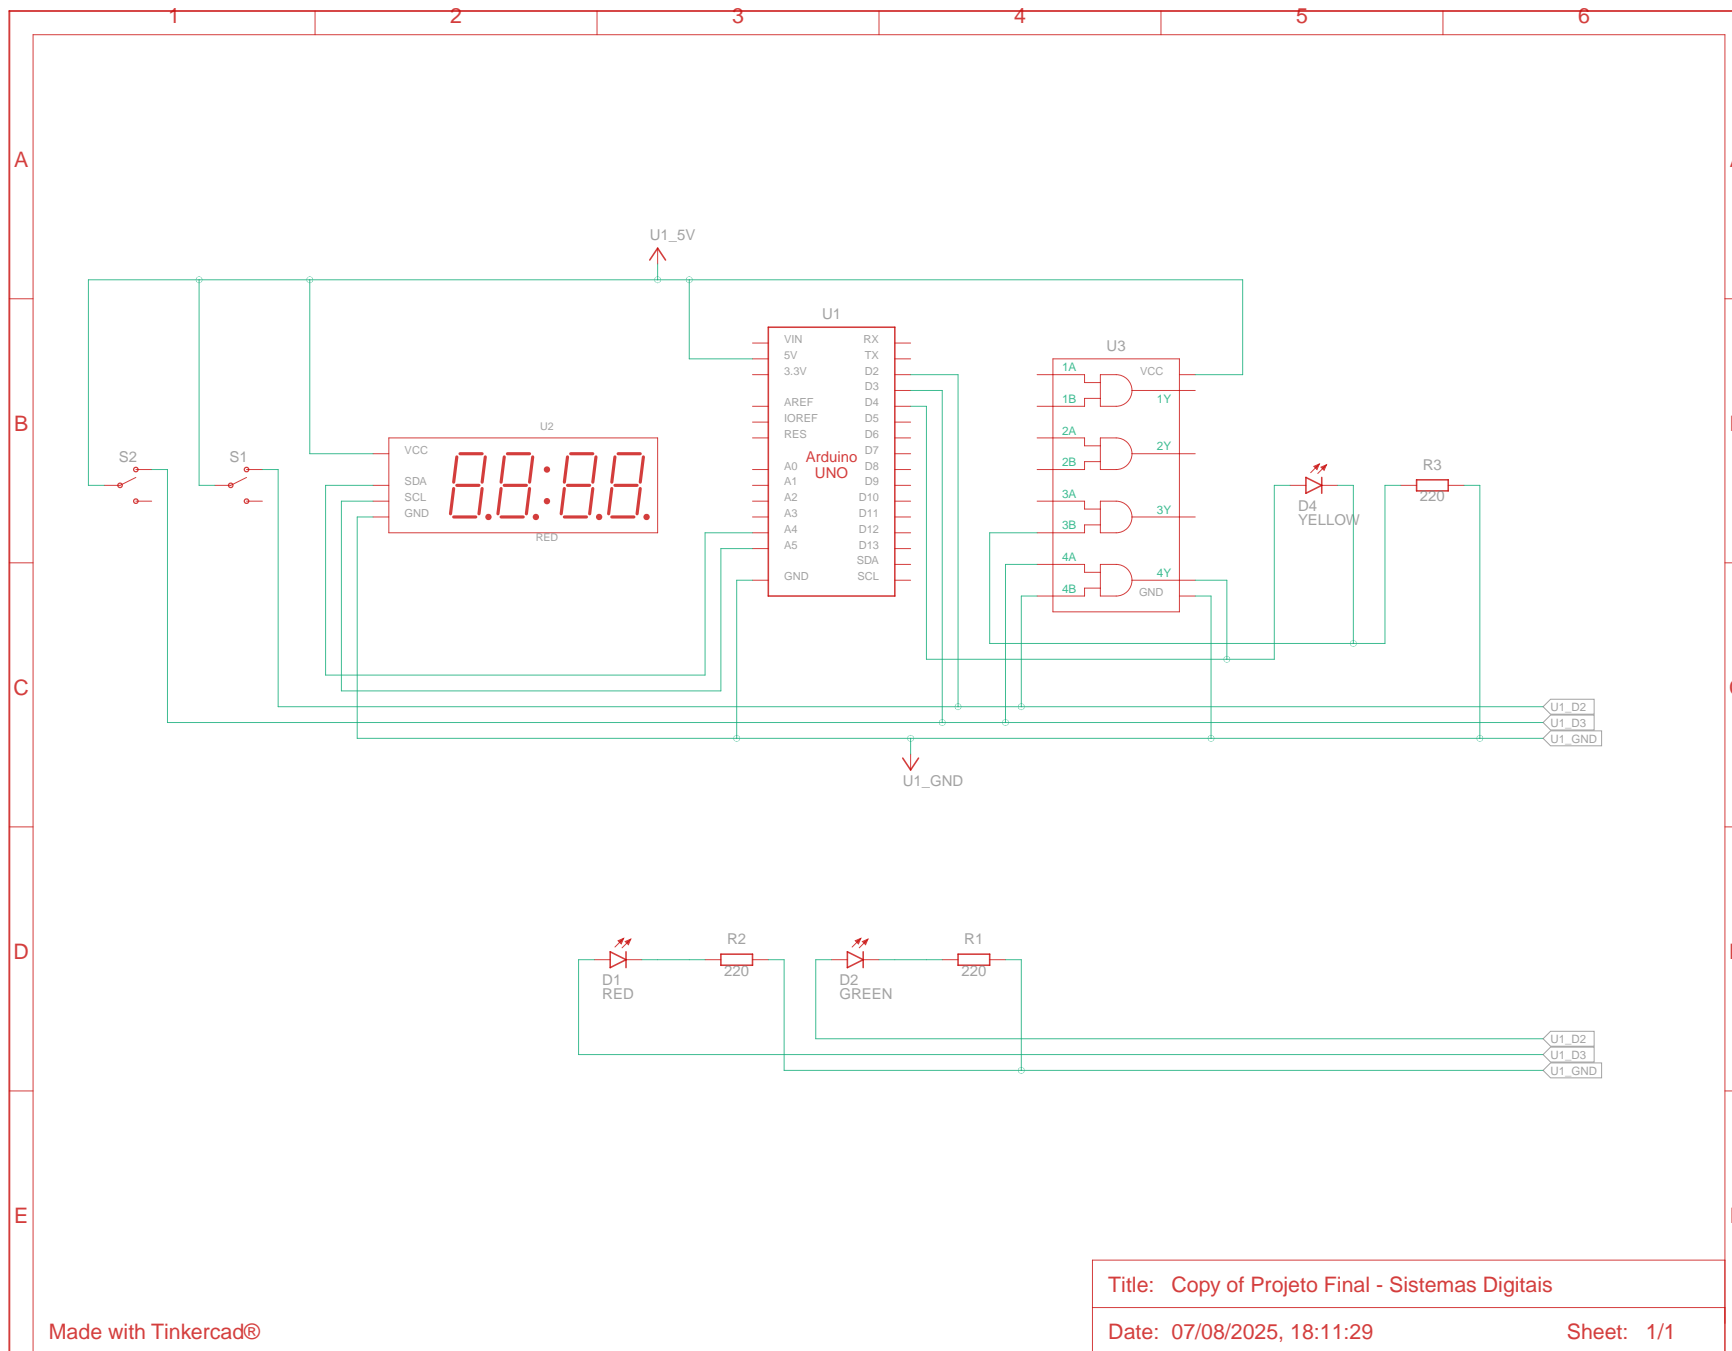 1 2 3 4 5 6
A
B
C
D
E
U1_5V
U1
VIN
5V
3.3V
AREF
IOREF
RES
A0
A1
A2
A3
A4
A5
GND
RX
TX
D2
D3
D4
D5
D6
D7
D8
D9
D10
D11
D12
D13
SDA
SCL
Arduino
UNO
U3
1A
1B
2A
2B
3A
3B
4A
4B
VCC
1Y
2Y
3Y
4Y
GND
S2
S1
U2
VCC
SDA
SCL
GND
88:88
RED
D4
YELLOW
R3
220
U1_D2
U1_D3
U1_GND
U1_GND
D1
RED
R2
220
D2
GREEN
R1
220
U1_D2
U1_D3
U1_GND
Title: Copy of Projeto Final - Sistemas Digitais
Date: 07/08/2025, 18:11:29 Sheet: 1/1
Made with Tinkercad®